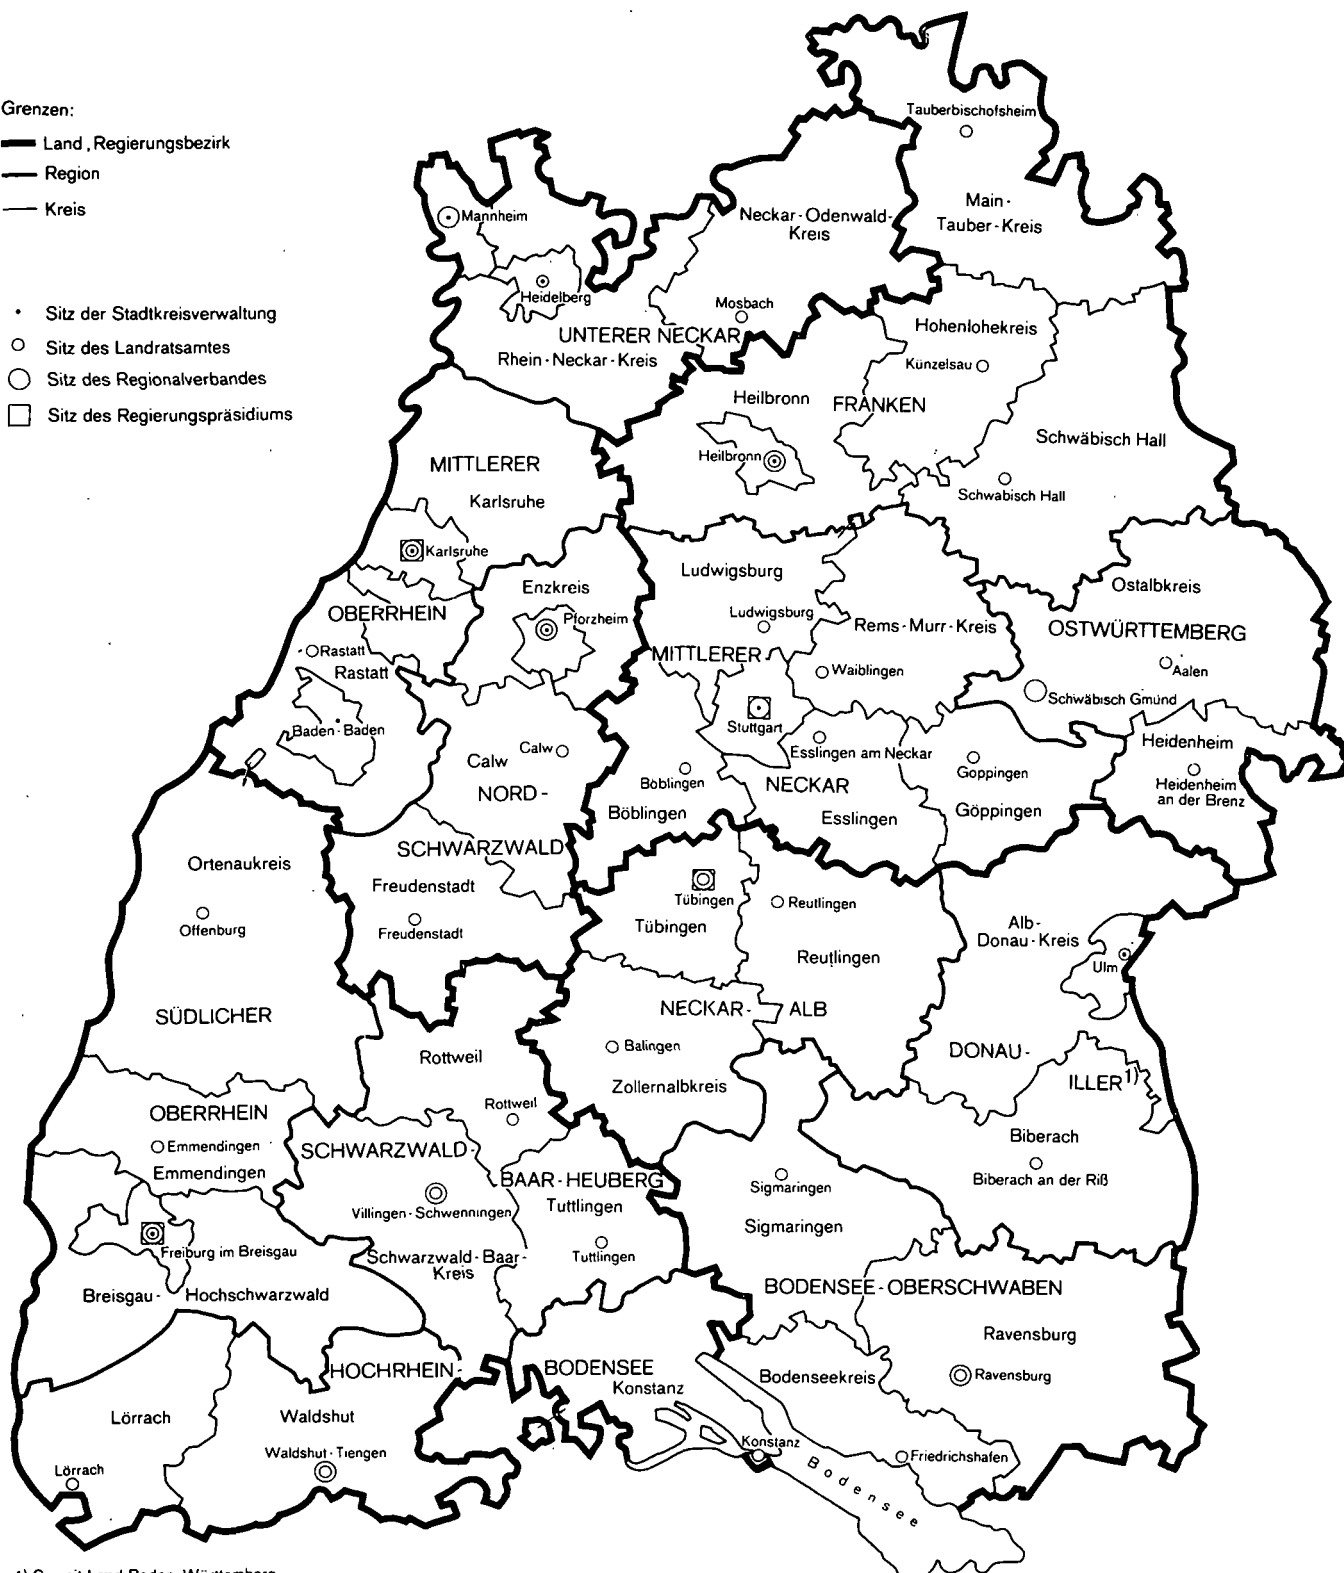 Grenzen:
Land, Regierungsbezirk
Region
Kreis
Sitz der Stadtkreisverwaltung
Sitz des Landratsamtes
Sitz des Regionalverbandes
Sitz des Regierungspräsidiums
Tauberbischofsheim
Main-
Tauber-Kreis
Mannheim
Neckar-Odenwald-
Kreis
Heidelberg
Mosbach
UNTERER NECKAR
Rhein-Neckar-Kreis
Hohenlohekreis
Künzelsau
Heilbronn
FRANKEN
Schwäbisch Hall
Heilbronn
Schwäbisch Hall
MITTLERER
Karlsruhe
Karlsruhe
Enzkreis
Ludwigsburg
Ostalbkreis
OBERRHEIN
Pforzheim
Ludwigsburg
Rems-Murr-Kreis
OSTWÜRTTEMBERG
Rastatt
Rastatt
MITTLERER
Waiblingen
Aalen
Schwäbisch Gmünd
Baden-Baden
Stuttgart
Calw
Calw
Esslingen am Neckar
Heidenheim
NORD-
Böblingen
NECKAR
Göppingen
Heidenheim
an der Brenz
Böblingen
Esslingen
Göppingen
Ortenaukreis
SCHWARZWALD
Freudenstadt
Tübingen
Reutlingen
Offenburg
Freudenstadt
Tübingen
Alb-
Donau-Kreis
Reutlingen
Ulm
SÜDLICHER
NECKAR-
ALB
Rottweil
Balingen
DONAU-
ILLER1)
Zollernalbkreis
OBERRHEIN
Rottweil
Emmendingen
Emmendingen
SCHWARZWALD-
Biberach
Biberach an der Riß
BAAR-HEUBERG
Sigmaringen
Villingen-Schwenningen
Tuttlingen
Sigmaringen
Freiburg im Breisgau
Schwarzwald-Baar-
Kreis
Tuttlingen
Breisgau-
Hochschwarzwald
BODENSEE-OBERSCHWABEN
Ravensburg
HOCHRHEIN-
BODENSEE
Konstanz
Bodenseekreis
Ravensburg
Lörrach
Waldshut
Waldshut-Tiengen
Konstanz
Friedrichshafen
Lörrach
Bodensee